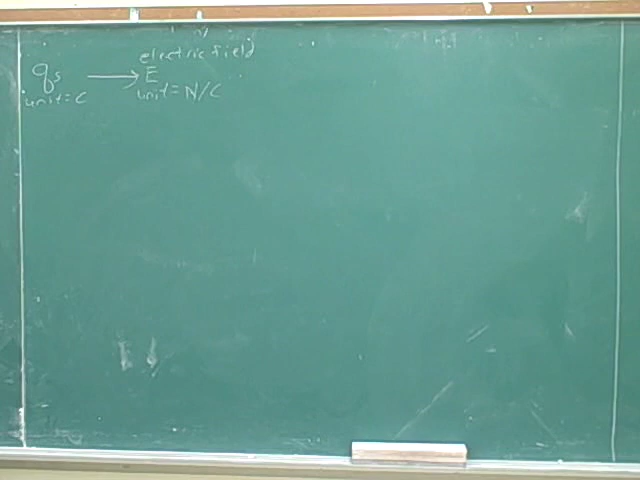 electric field
qs → E
unit = C unit = N/C